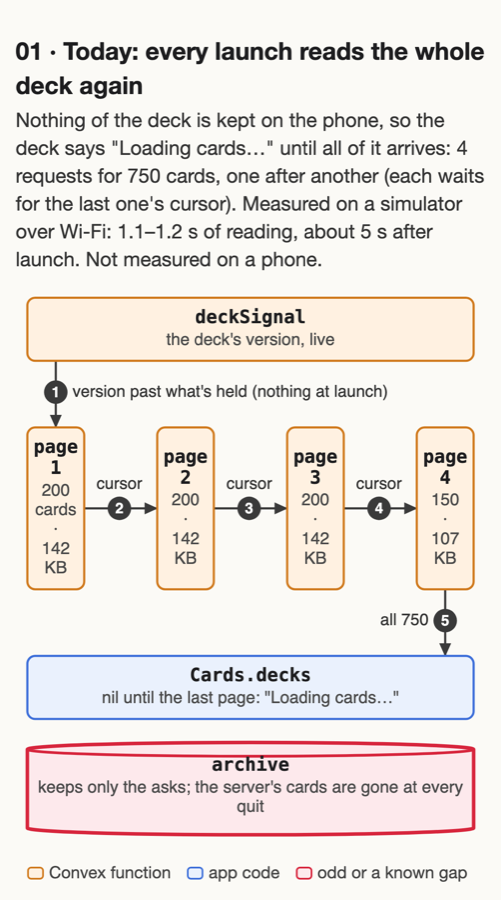 01 · Today: every launch reads the whole
deck again
Nothing of the deck is kept on the phone, so the
deck says "Loading cards…" until all of it arrives: 4
requests for 750 cards, one after another (each waits
for the last one's cursor). Measured on a simulator
over Wi-Fi: 1.1–1.2 s of reading, about 5 s after
launch. Not measured on a phone.
deckSignal
the deck's version, live
1 version past what's held (nothing at launch)
page
1
200
cards
·
142
KB
cursor
2
page
2
200
·
142
KB
cursor
3
page
3
200
·
142
KB
cursor
4
page
4
150
·
107
KB
all 750 5
Cards.decks
nil until the last page: "Loading cards…"
archive
keeps only the asks; the server's cards are gone at every
quit
Convex function app code odd or a known gap